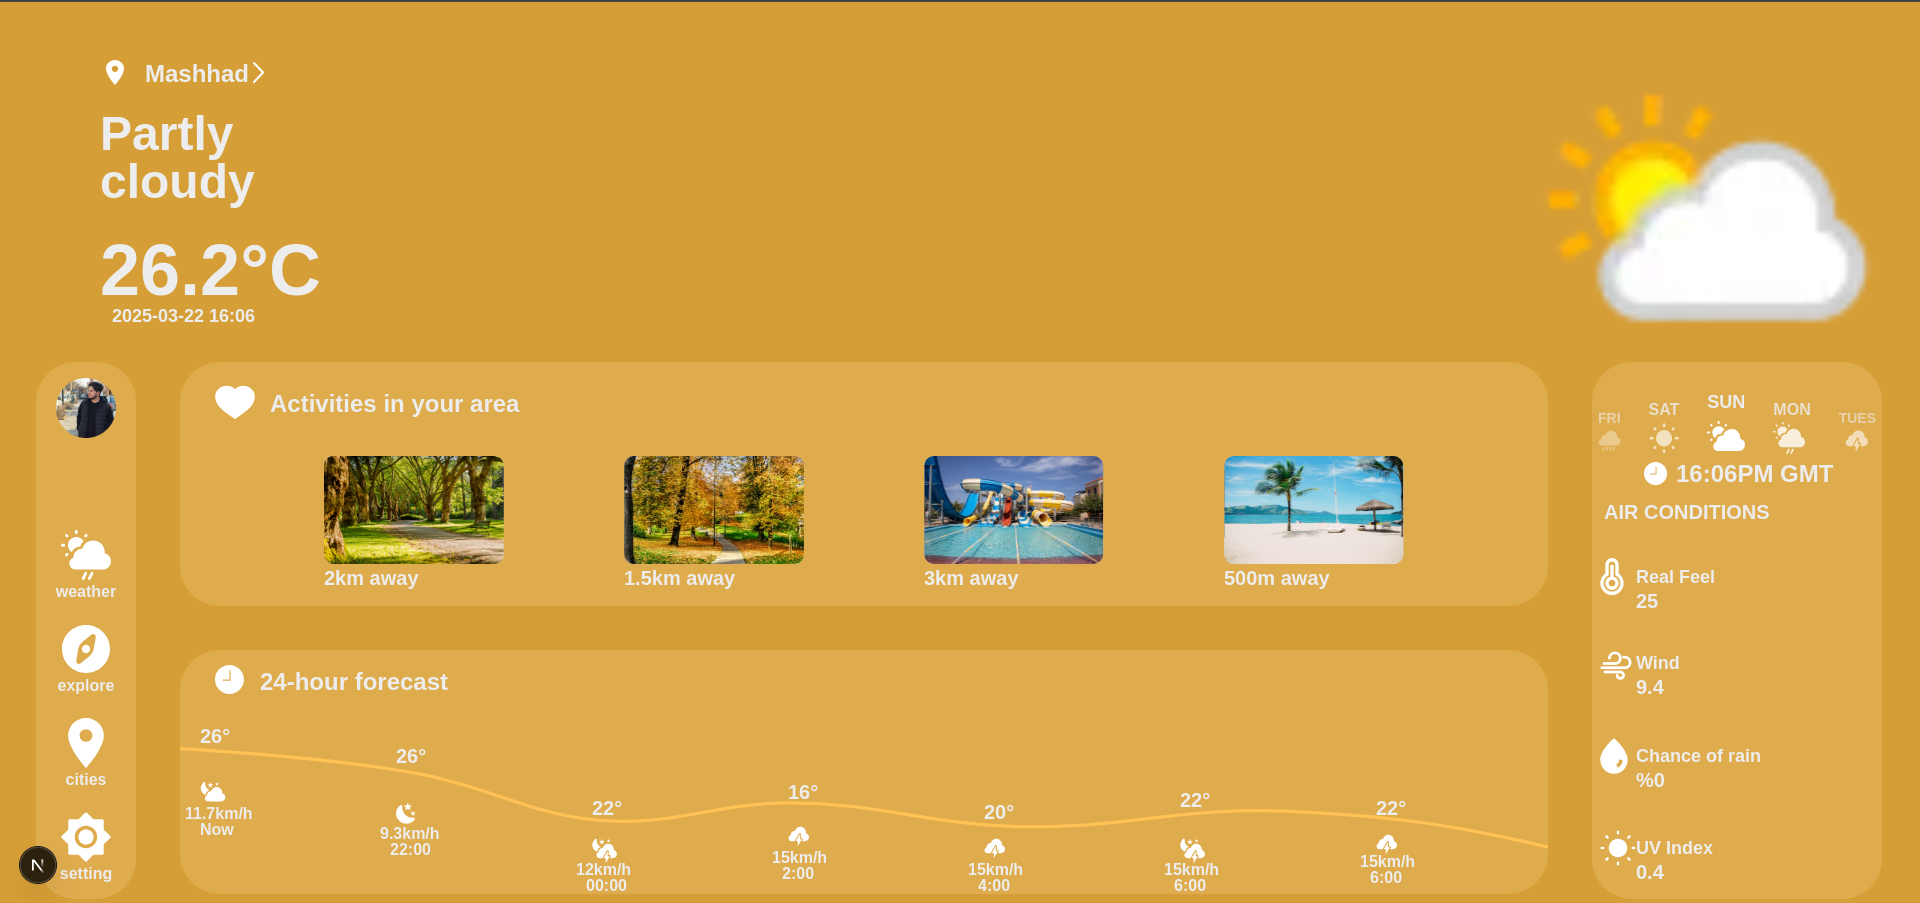 Mashhad
Partly
cloudy
26.2°C
2025-03-22 16:06
weather
explore
cities
setting
N
Activities in your area
2km away
1.5km away
3km away
500m away
24-hour forecast
26°
11.7km/h
Now
26°
9.3km/h
22:00
22°
12km/h
00:00
16°
15km/h
2:00
20°
15km/h
4:00
22°
15km/h
6:00
22°
15km/h
6:00
FRI SAT SUN MON TUES
16:06PM GMT
AIR CONDITIONS
Real Feel
25
Wind
9.4
Chance of rain
%0
UV Index
0.4